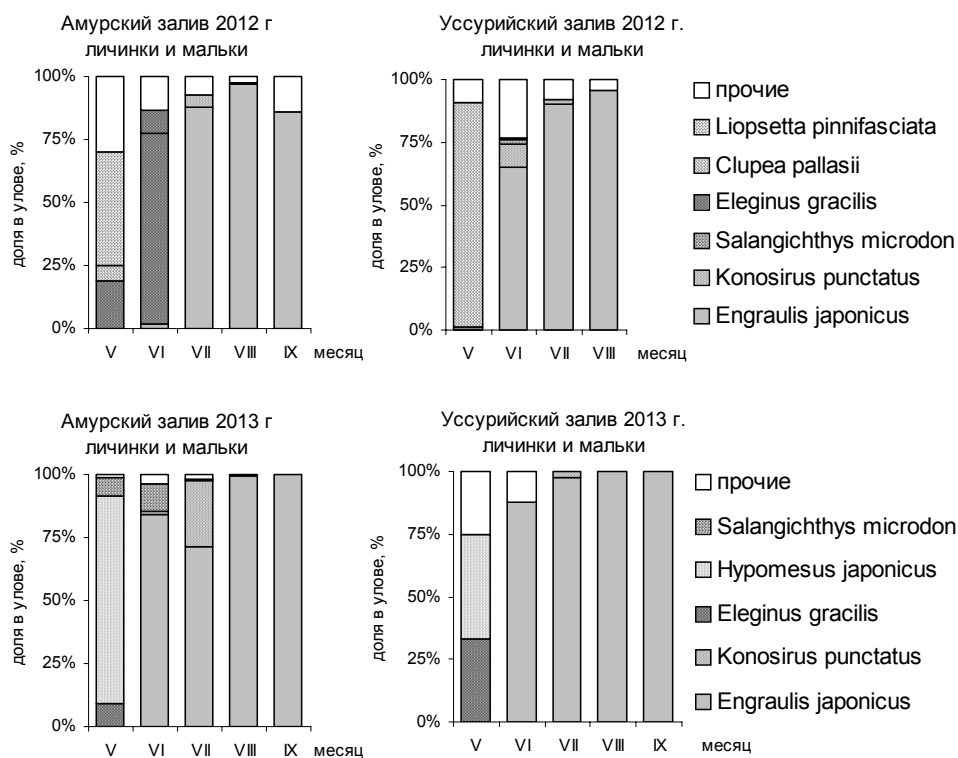 Амурский залив 2012 г
личинки и мальки
доля в улове, %
100%
75%
50%
25%
0%
V VI VII VIII IX месяц
Уссурийский залив 2012 г.
личинки и мальки
доля в улове, %
100%
75%
50%
25%
0%
V VI VII VIII месяц
прочие
Liopsetta pinnifasciata
Clupea pallasii
Eleginus gracilis
Salangichthys microdon
Konosirus punctatus
Engraulis japonicus
Амурский залив 2013 г
личинки и мальки
доля в улове, %
100%
75%
50%
25%
0%
V VI VII VIII IX месяц
Уссурийский залив 2013 г.
личинки и мальки
доля в улове, %
100%
75%
50%
25%
0%
V VI VII VIII IX месяц
прочие
Salangichthys microdon
Hypomesus japonicus
Eleginus gracilis
Konosirus punctatus
Engraulis japonicus